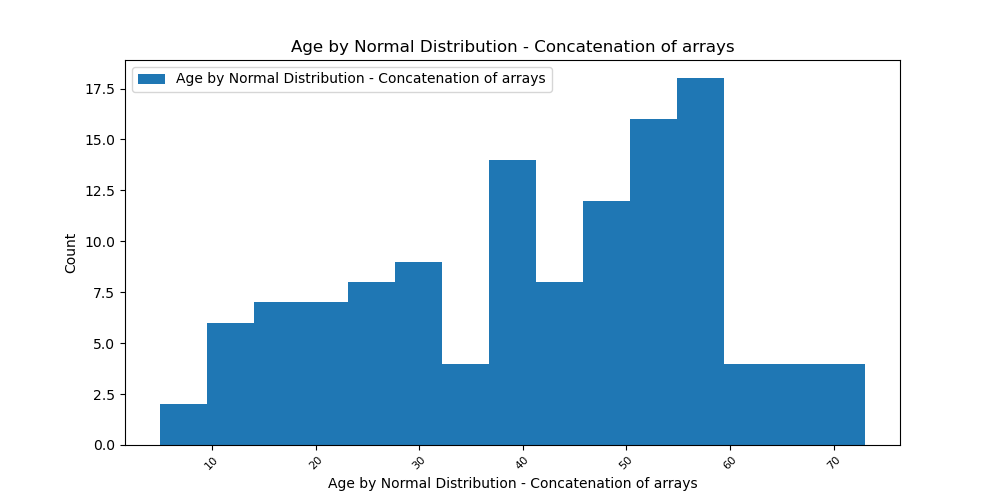 Age by Normal Distribution - Concatenation of arrays
Age by Normal Distribution - Concatenation of arrays
17.5
15.0
12.5
10.0
7.5
5.0
2.5
0.0
Count
10 20 30 40 50 60 70
Age by Normal Distribution - Concatenation of arrays